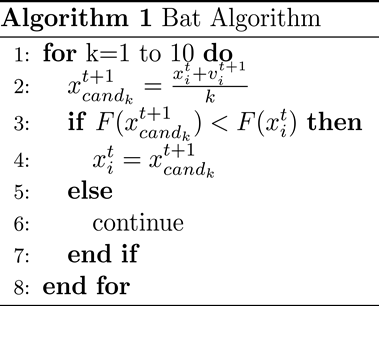 Algorithm 1 Bat Algorithm
1: for k=1 to 10 do
2: x_{cand_k}^{t+1} = \frac{x_i^t+v_i^{t+1}}{k}
3: if F(x_{cand_k}^{t+1}) < F(x_i^t) then
4: x_i^t = x_{cand_k}^{t+1}
5: else
6: continue
7: end if
8: end for